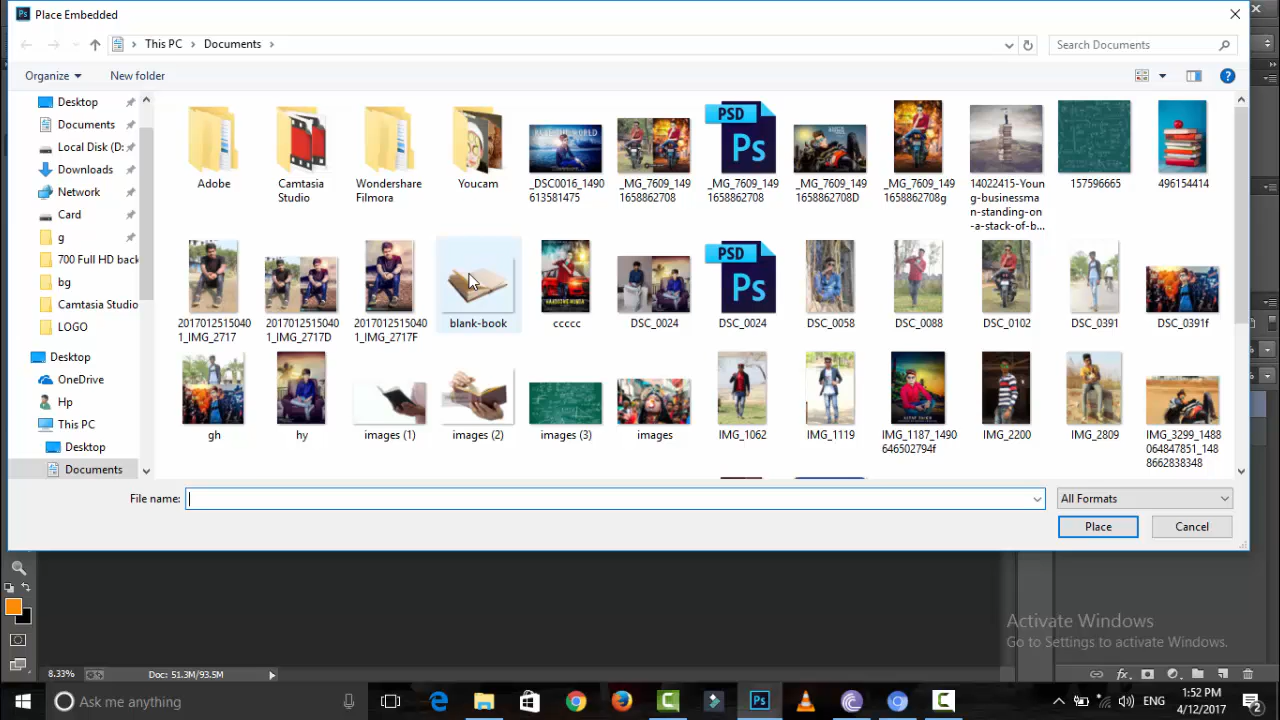 Place Embedded
This PC
Documents
Search Documents
Organize
New folder
Desktop
Documents
Local Disk (D:
Downloads
Network
Card
g
700 Full HD back
bg
Camtasia Studio
LOGO
Desktop
OneDrive
Hp
This PC
Desktop
Documents
Adobe
Camtasia
Studio
Wondershare
Filmora
Youcam
_DSC0016_1490
613581475
_MG_7609_149
1658862708
PSD
Ps
_MG_7609_149
1658862708
_MG_7609_149
1658862708D
_MG_7609_149
1658862708g
14022415-Youn
g-businessma
n-standing-on
-a-stack-of-b...
157596665
496154414
2017012515040
1_IMG_2717
2017012515040
1_IMG_2717D
2017012515040
1_IMG_2717F
blank-book
ccccc
DSC_0024
PSD
Ps
DSC_0024
DSC_0058
DSC_0088
DSC_0102
DSC_0391
DSC_0391f
gh
hy
images (1)
images (2)
images (3)
images
IMG_1062
IMG_1119
IMG_1187_1490
646502794f
IMG_2200
IMG_2809
IMG_3299_1488
064847851_148
8662838348
File name:
All Formats
Place
Cancel
Activate Windows
Go to Settings to activate Windows.
8.33%
Doc: 51.3M/93.5M
Ask me anything
ENG
1:52 PM
4/12/2017
2